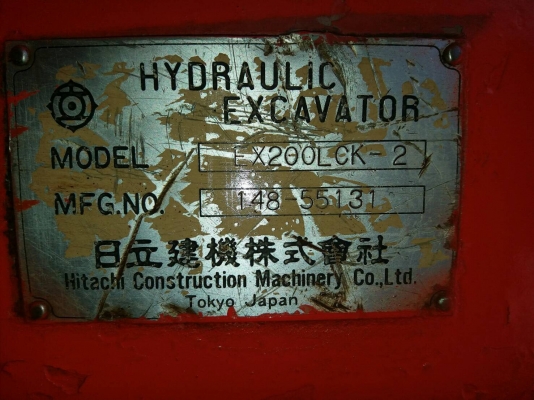 HYDRAULIC
EXCAVATOR
MODEL EX200LCK-2
MFG.NO. 148-55131
日立建機株式會社
Hitachi Construction Machinery Co.,Ltd.
Tokyo Japan